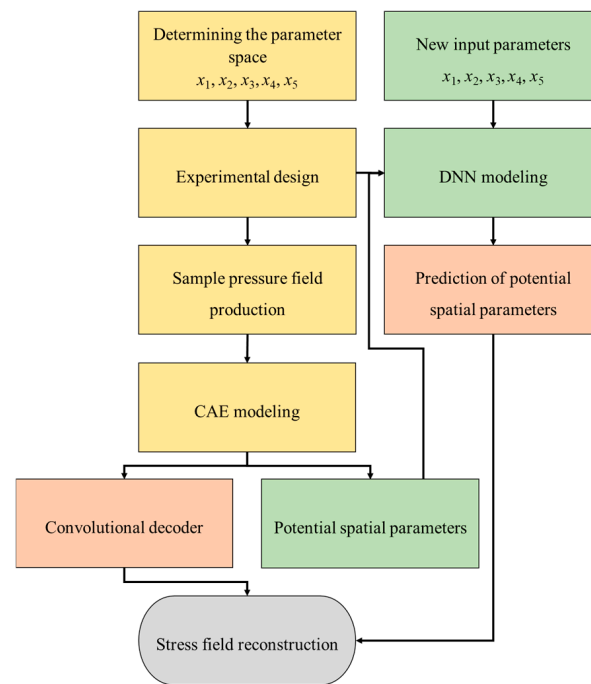 Determining the parameter
space
x₁, x₂, x₃, x₄, x₅
New input parameters
x₁, x₂, x₃, x₄, x₅
Experimental design
DNN modeling
Sample pressure field
production
Prediction of potential
spatial parameters
CAE modeling
Convolutional decoder
Potential spatial parameters
Stress field reconstruction